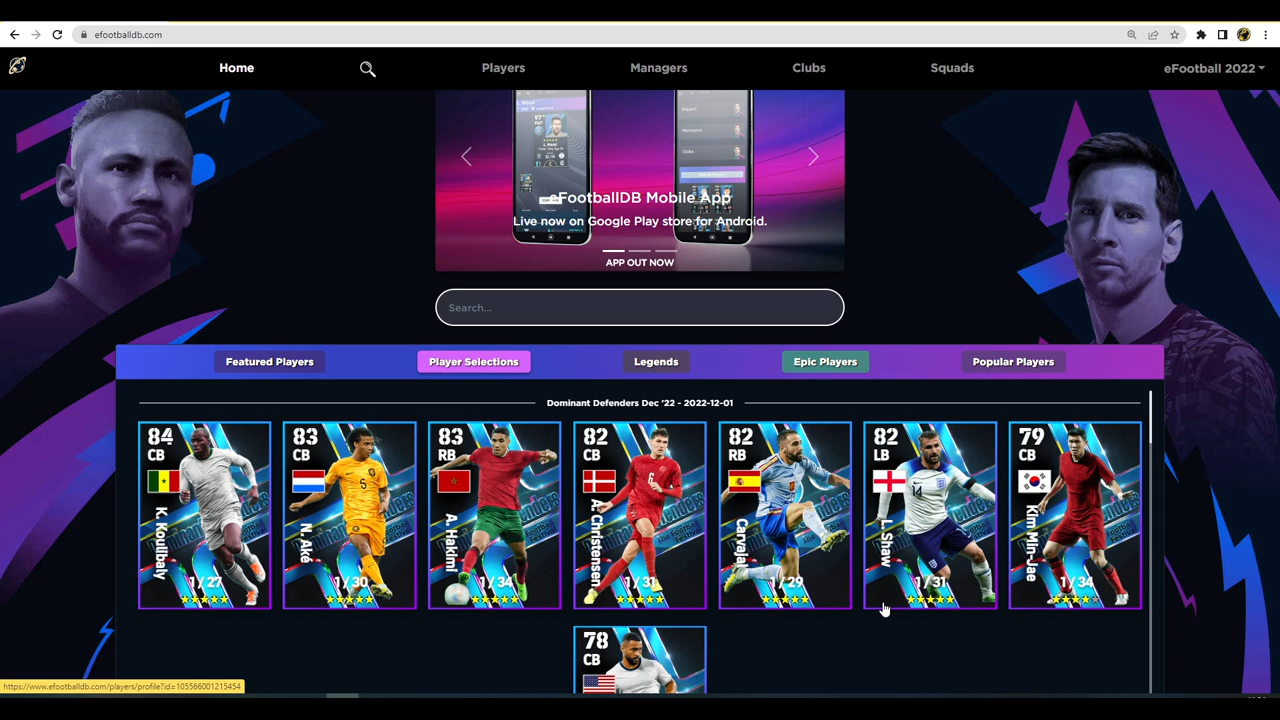 efootballdb.com
Home
Players
Managers
Clubs
Squads
eFootball 2022
eFootballDB Mobile App
Live now on Google Play store for Android.
APP OUT NOW
Search...
Featured Players
Player Selections
Legends
Epic Players
Popular Players
Dominant Defenders Dec '22 - 2022-12-01
84
CB
K. Koulibaly
1 / 27
83
CB
N. Aké
1 / 30
83
RB
A. Hakimi
1 / 34
82
CB
A. Christensen
1 / 31
82
RB
Carvajal
1 / 29
82
LB
L. Shaw
1 / 31
79
CB
Kim Min-Jae
1 / 34
78
CB
https://www.efootballdb.com/players/profile?id=105566001215454